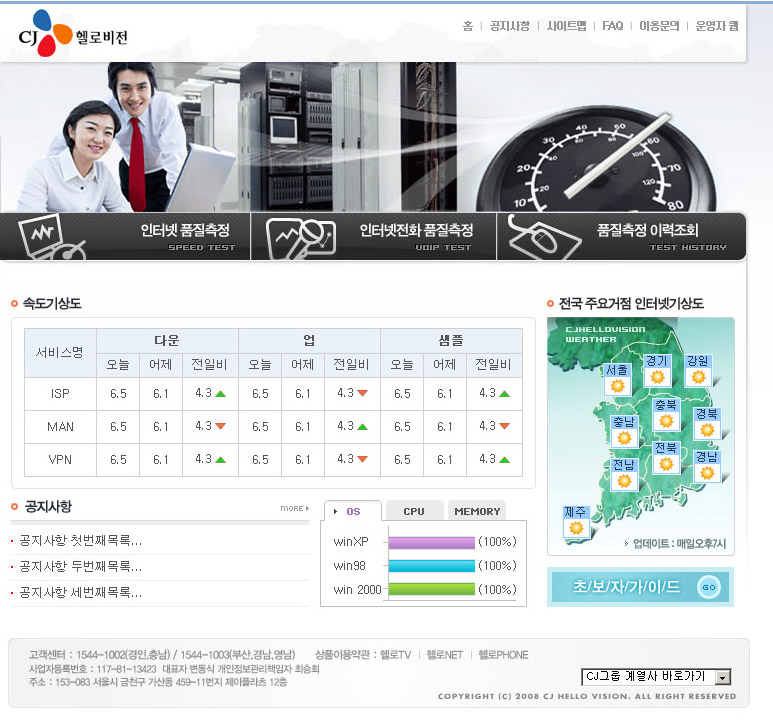 CJ 헬로비전
홈 | 공지사항 | 사이트맵 | FAQ | 이용문의 | 운영자 웹
10 20 30 40 50 60 70 80
인터넷 품질측정 인터넷전화 품질측정 품질측정 이력조회
SPEED TEST VOIP TEST TEST HISTORY
속도기상도
서비스명 다운 업 샘플
오늘 어제 전일비 오늘 어제 전일비 오늘 어제 전일비
ISP 6.5 6.1 4.3 ▲ 6.5 6.1 4.3 ▼ 6.5 6.1 4.3 ▲
MAN 6.5 6.1 4.3 ▼ 6.5 6.1 4.3 ▲ 6.5 6.1 4.3 ▼
VPN 6.5 6.1 4.3 ▲ 6.5 6.1 4.3 ▼ 6.5 6.1 4.3 ▲
전국 주요거점 인터넷기상도
CJHELLOVISION
WEATHER
서울 경기 강원
충남 충북 경북
전남 전북 경남
제주
업데이트 : 매일오후7시
공지사항 MORE
공지사항 첫번째목록...
공지사항 두번째목록...
공지사항 세번째목록...
OS CPU MEMORY
winXP (100%)
win98 (100%)
win 2000 (100%)
초/보/자/가/이/드 GO
고객센터 : 1544-1002(경인,충남) / 1544-1003(부산,경남,영남) 상품이용약관 : 헬로TV | 헬로NET | 헬로PHONE
사업자등록번호 : 117-81-13423 대표자 변동식 개인정보관리책임자 최승회
주소 : 153-083 서울시 금천구 가산동 459-11번지 제이플라츠 12층
CJ그룹 계열사 바로가기
COPYRIGHT (C) 2008 CJ HELLO VISION. ALL RIGHT RESERVED